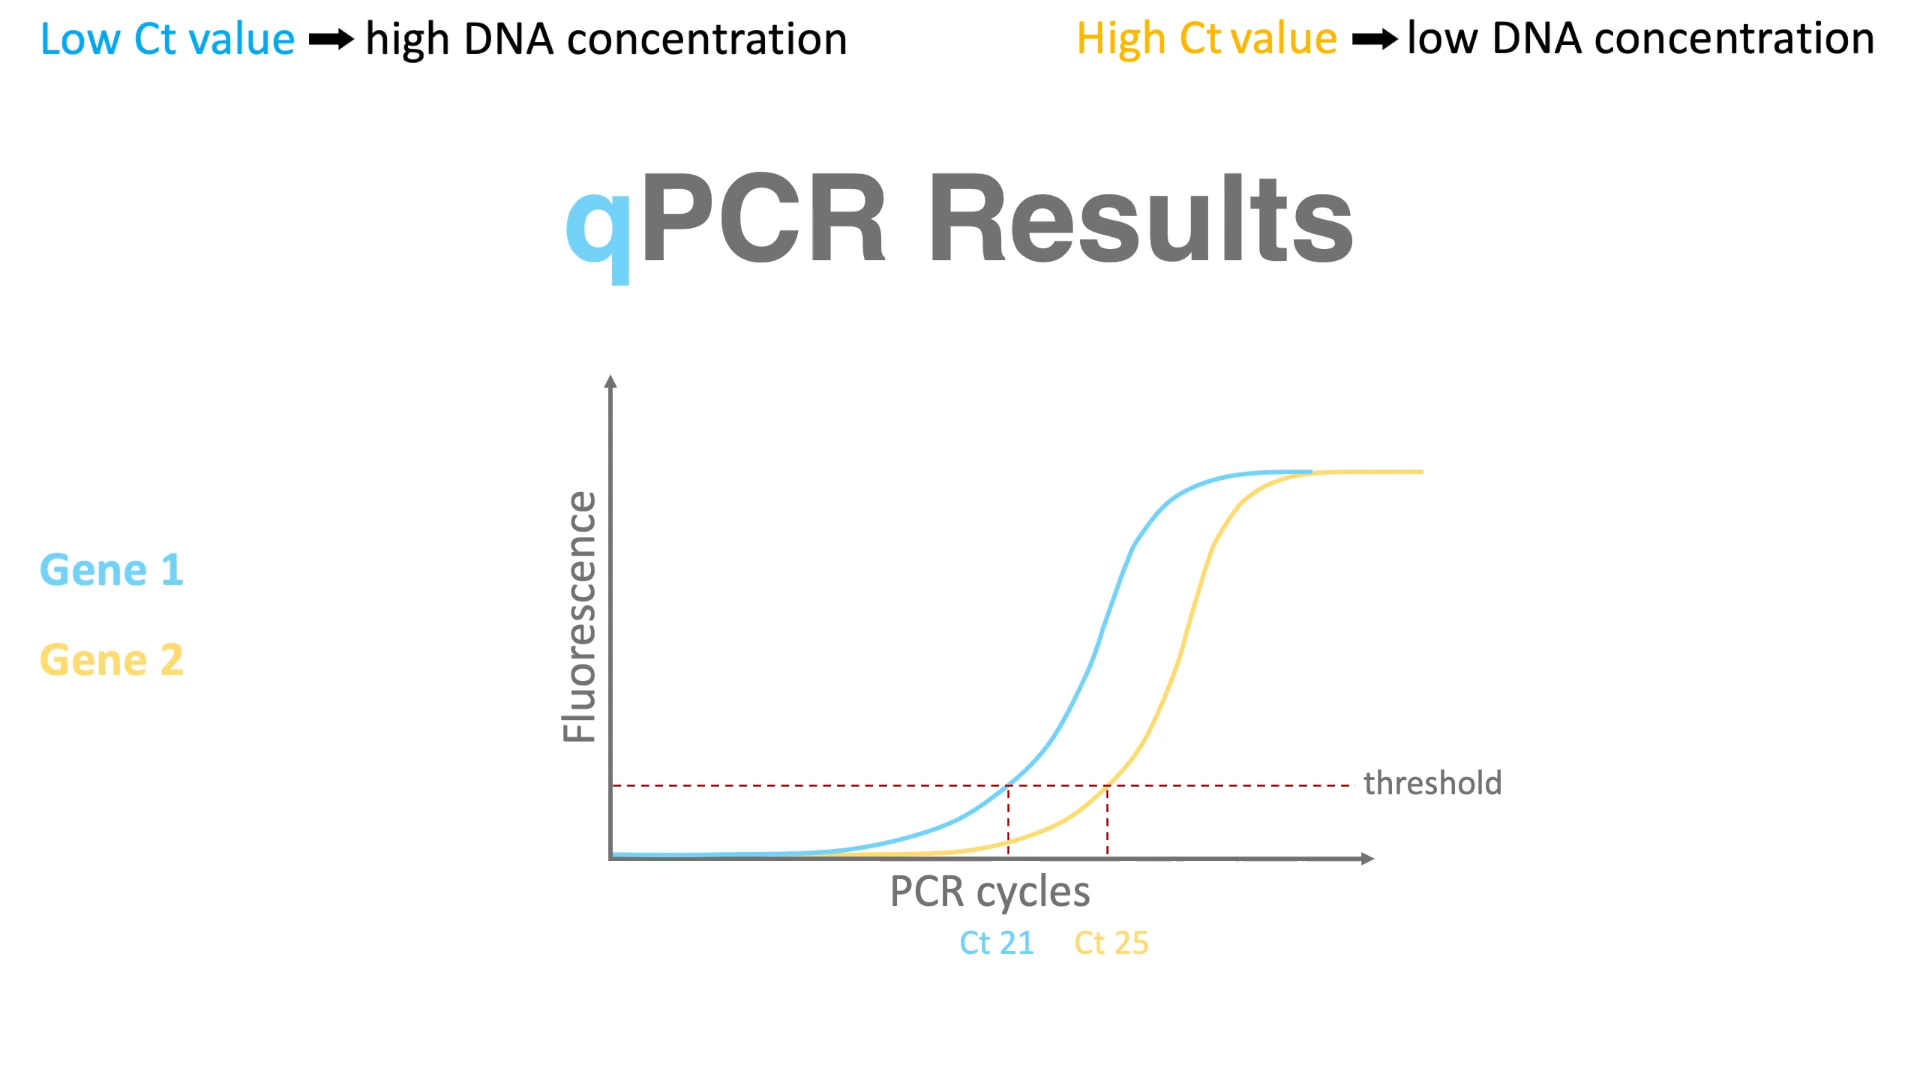 Low Ct value ➡ high DNA concentration
High Ct value ➡ low DNA concentration
qPCR Results
Gene 1
Gene 2
Fluorescence
threshold
PCR cycles
Ct 21
Ct 25